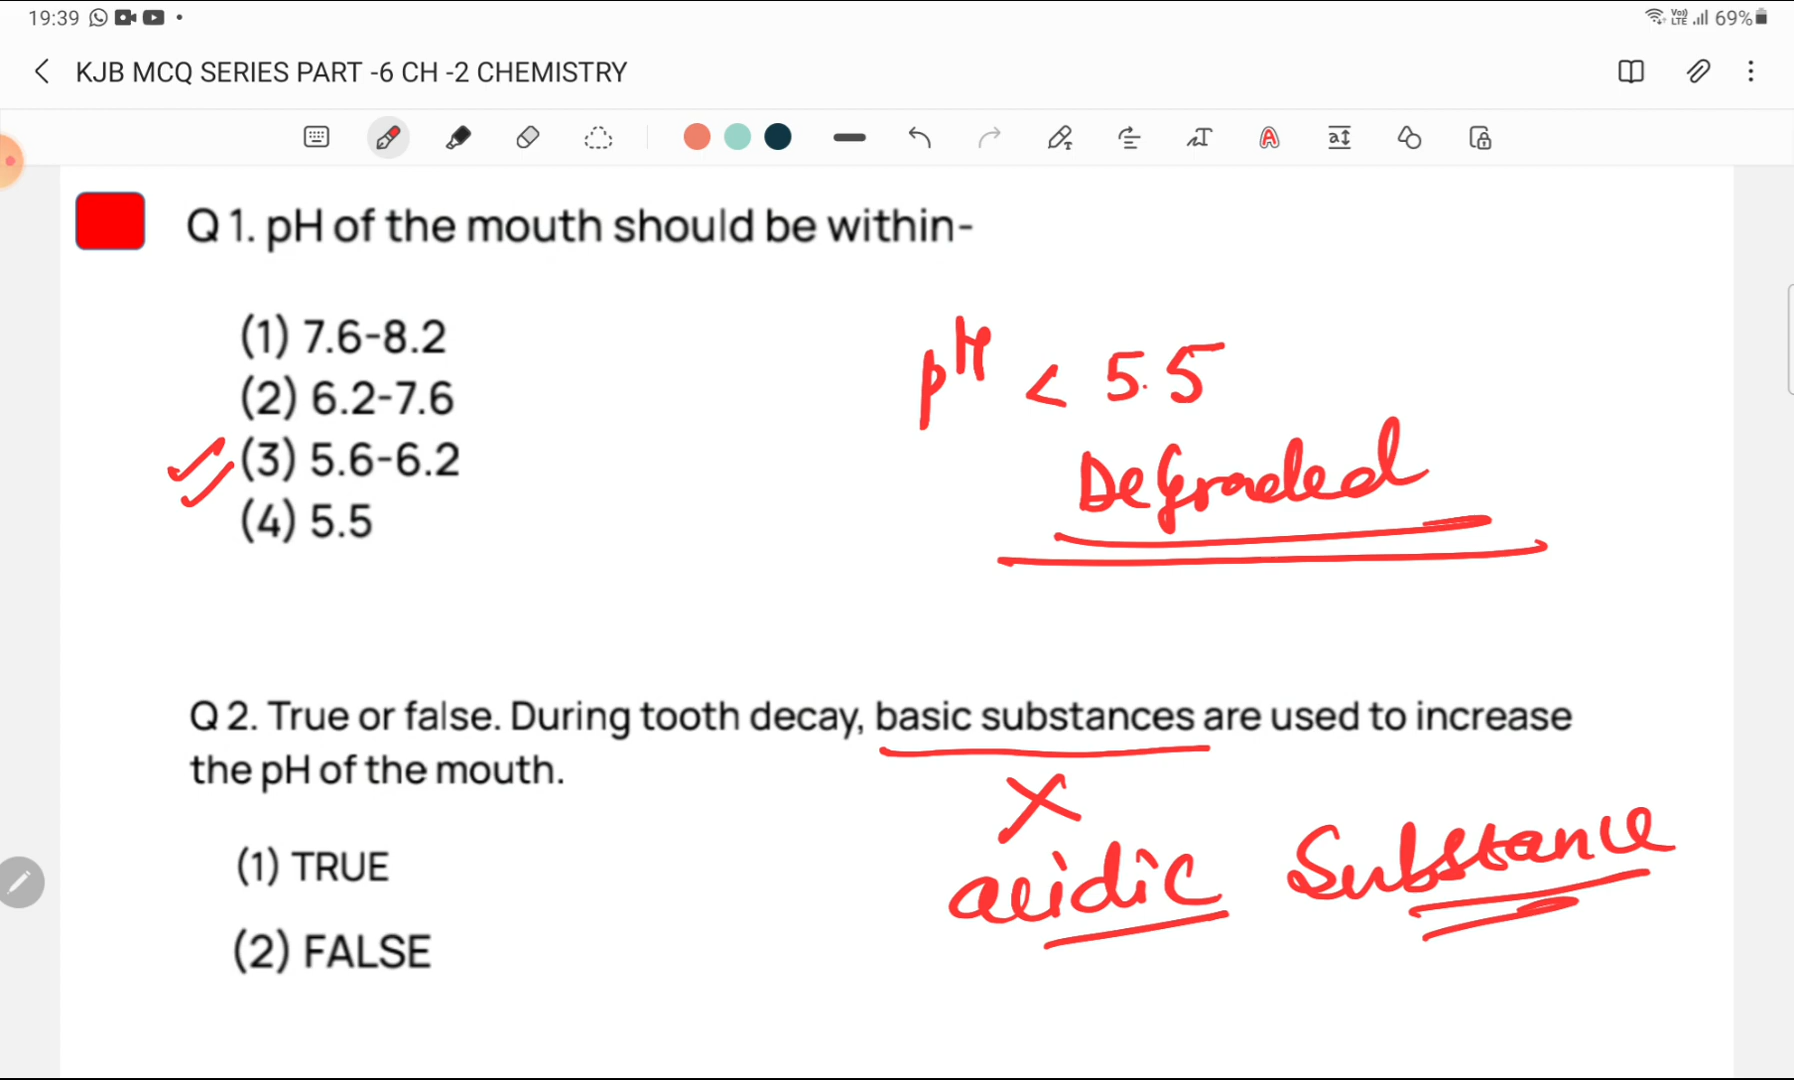 19:39
Vo) LTE 69%
KJB MCQ SERIES PART -6 CH -2 CHEMISTRY
Q 1. pH of the mouth should be within-
(1) 7.6-8.2
(2) 6.2-7.6
(3) 5.6-6.2
(4) 5.5
pH < 5.5
Degraded
Q 2. True or false. During tooth decay, basic substances are used to increase
the pH of the mouth.
(1) TRUE
(2) FALSE
acidic Substance